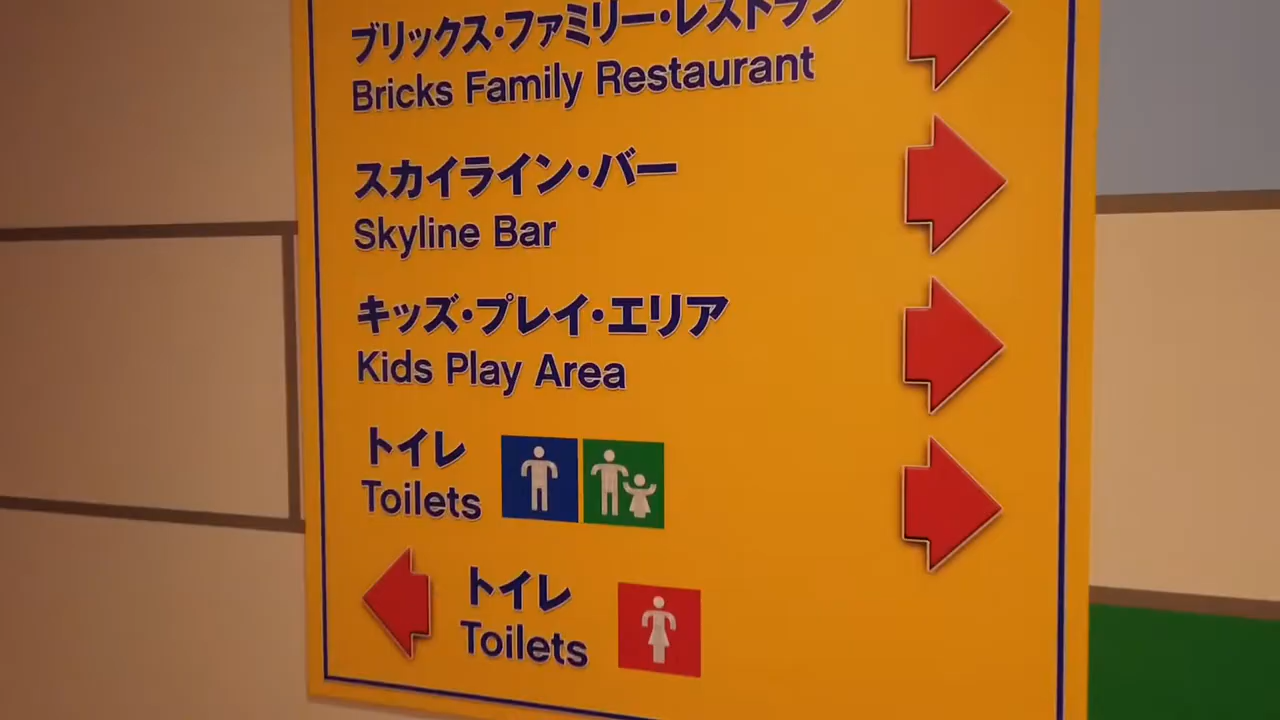 ブリックス・ファミリー・レストラン
Bricks Family Restaurant
スカイライン・バー
Skyline Bar
キッズ・プレイ・エリア
Kids Play Area
トイレ
Toilets
トイレ
Toilets